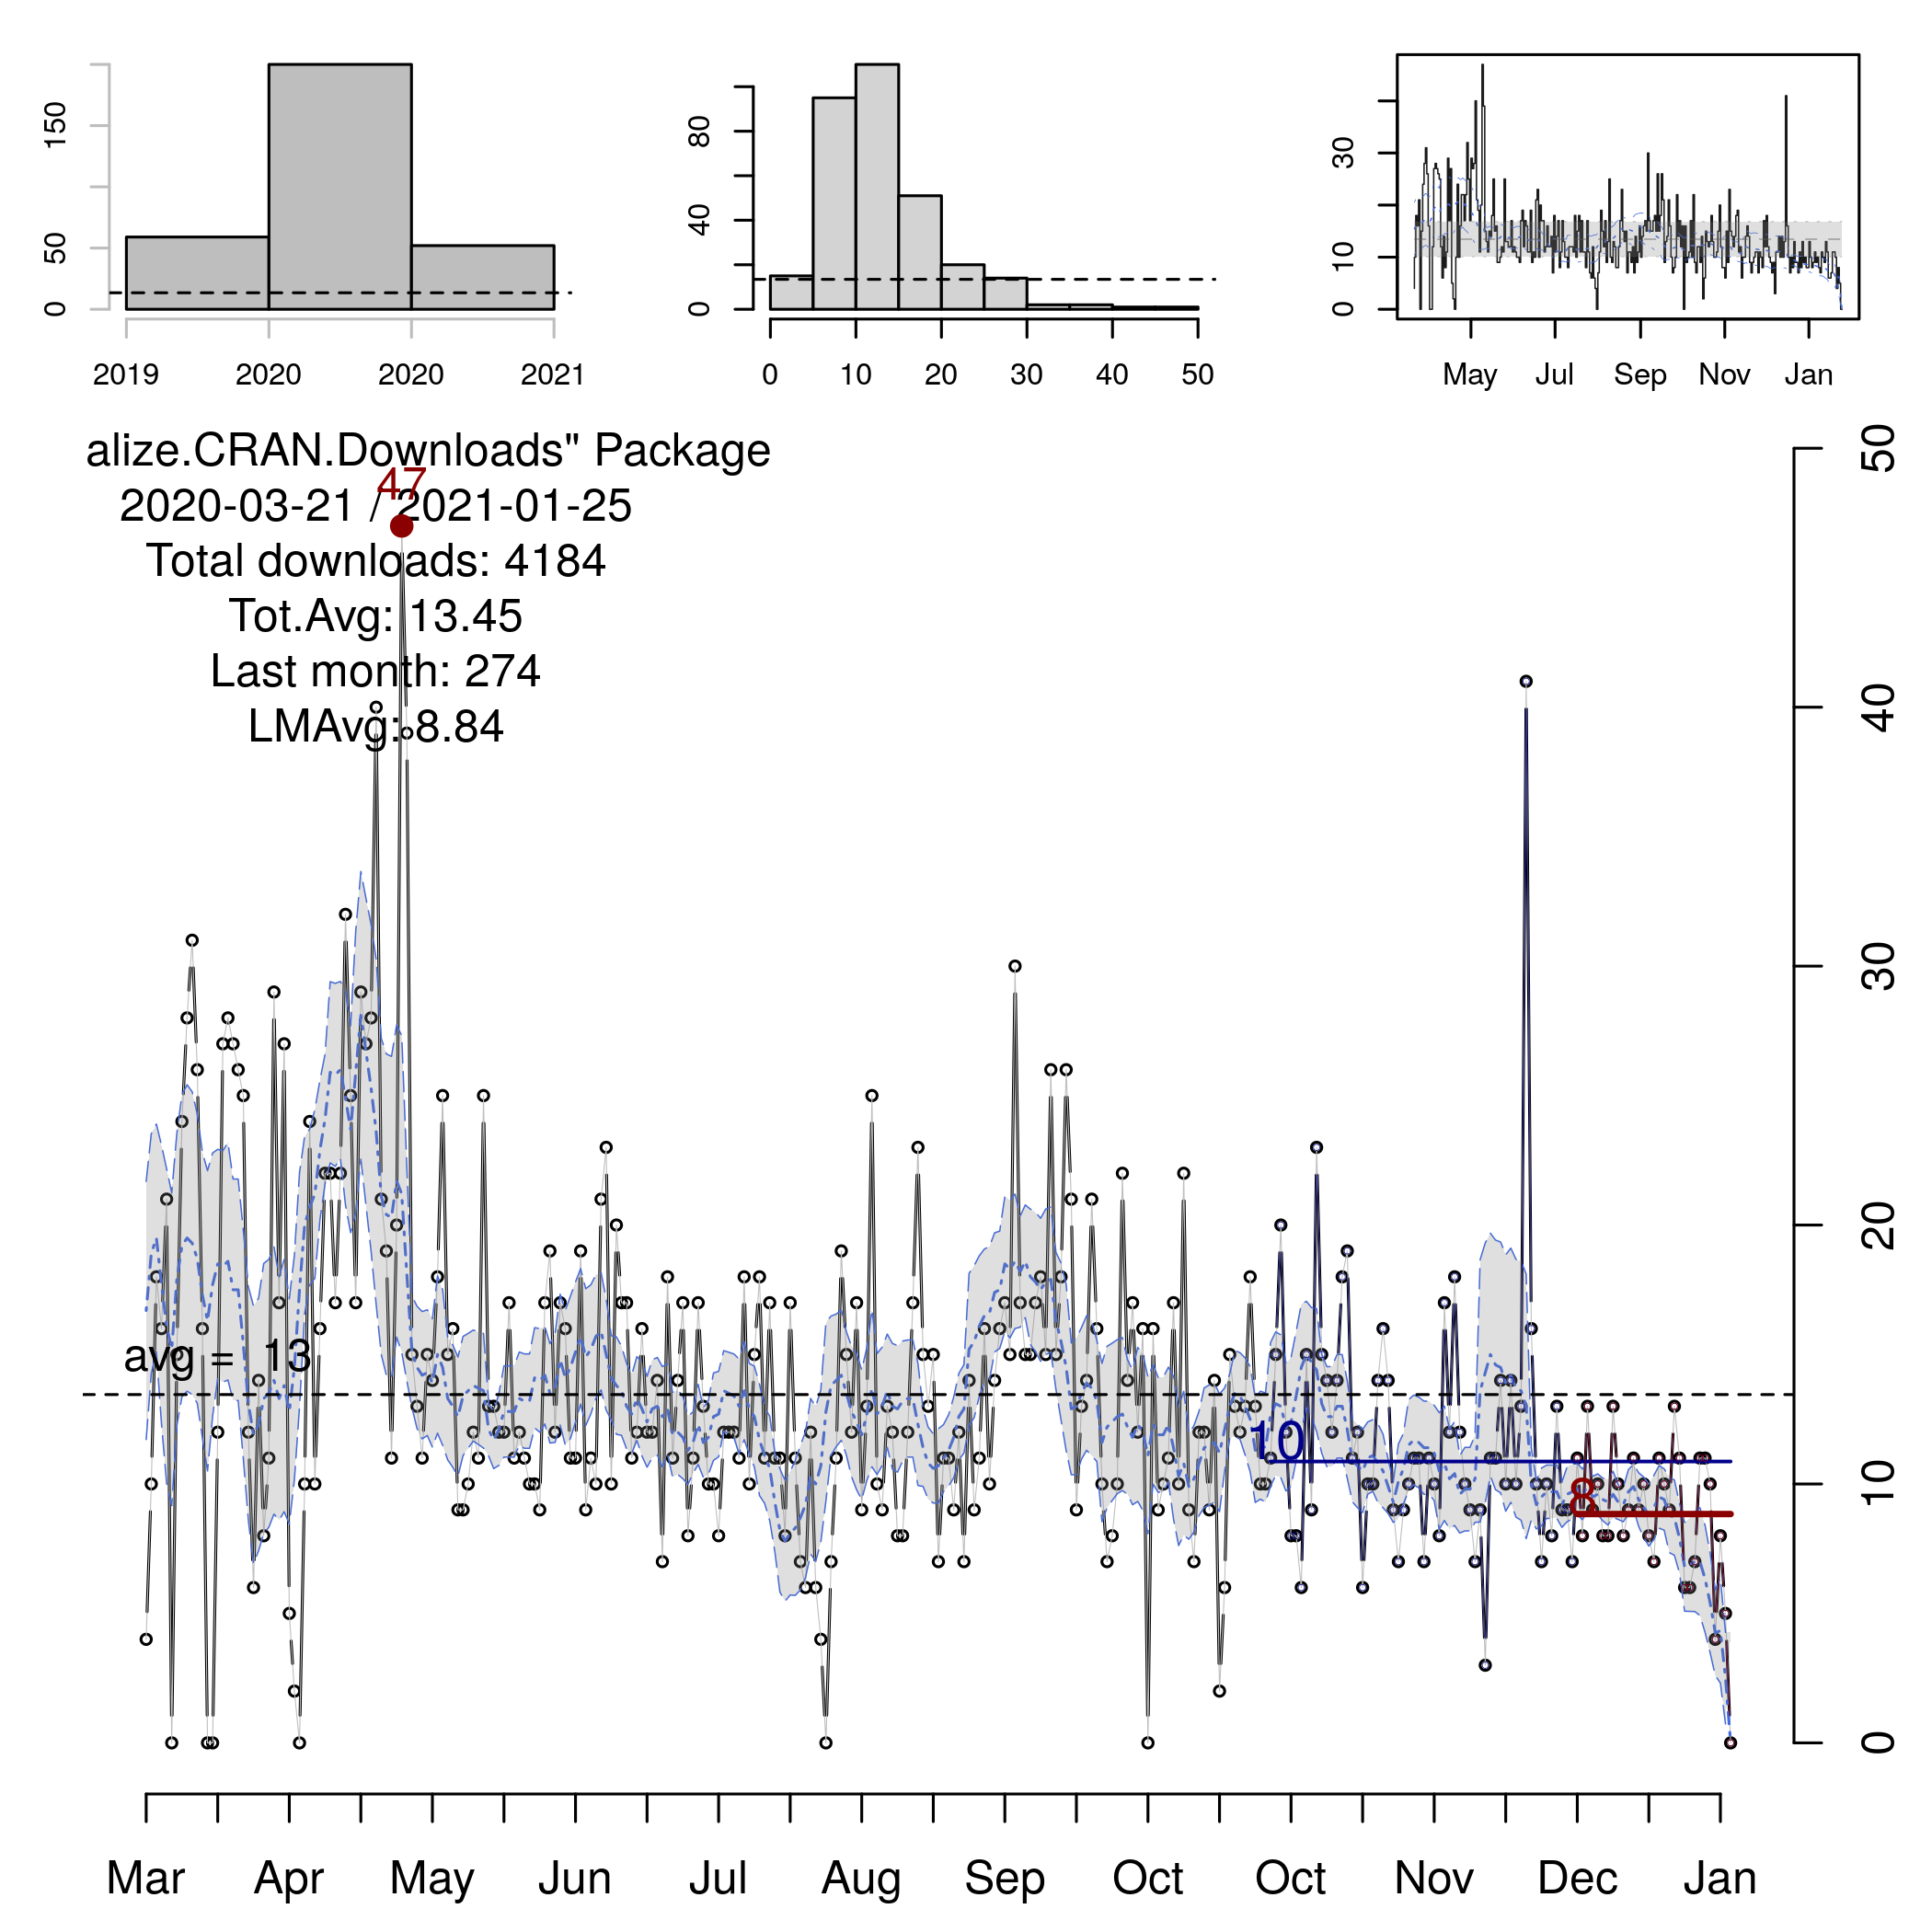 0 50 150
2019 2020 2020 2021
0 40 80
0 10 20 30 40 50
0 10 30
May Jul Sep Nov Jan
alize.CRAN.Downloads" Package
47
2020-03-21 / 2021-01-25
Total downloads: 4184
Tot.Avg: 13.45
Last month: 274
LMAvg: 8.84
avg = 13
10
8
0 10 20 30 40 50
Mar Apr May Jun Jul Aug Sep Oct Oct Nov Dec Jan